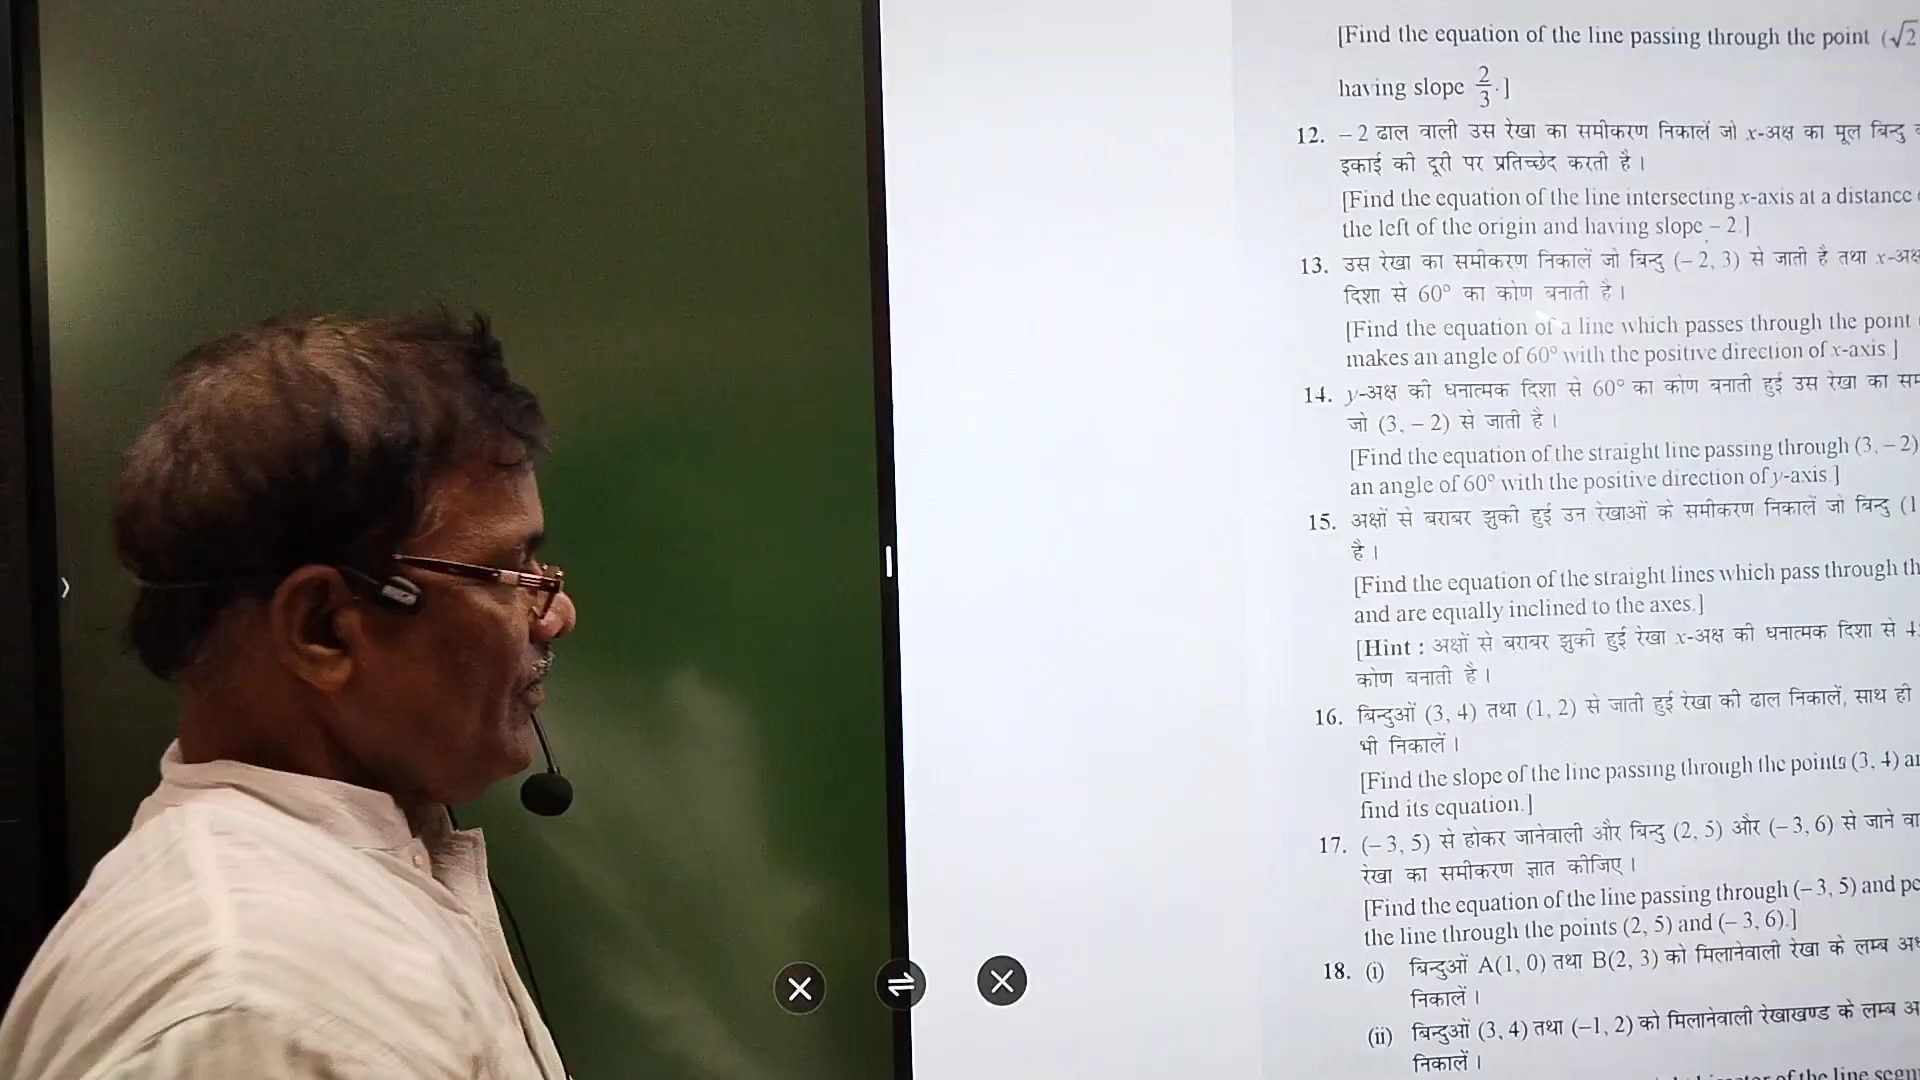 [Find the equation of the line passing through the point (√2
having slope 2/3.]
12. – 2 ढाल वाली उस रेखा का समीकरण निकालें जो x-अक्ष का मूल बिन्दु
इकाई की दूरी पर प्रतिच्छेद करती है ।
[Find the equation of the line intersecting x-axis at a distance
the left of the origin and having slope – 2.]
13. उस रेखा का समीकरण निकालें जो बिन्दु (– 2, 3) से जाती है तथा x-अक्ष
दिशा से 60° का कोण बनाती है ।
[Find the equation of a line which passes through the point
makes an angle of 60° with the positive direction of x-axis.]
14. y-अक्ष की धनात्मक दिशा से 60° का कोण बनाती हुई उस रेखा का
जो (3, – 2) से जाती है ।
[Find the equation of the straight line passing through (3, – 2)
an angle of 60° with the positive direction of y-axis.]
15. अक्षों से बराबर झुकी हुई उन रेखाओं के समीकरण निकालें जो बिन्दु (1
है ।
[Find the equation of the straight lines which pass through
and are equally inclined to the axes.]
[Hint : अक्षों से बराबर झुकी हुई रेखा x-अक्ष की धनात्मक दिशा से
कोण बनाती है ।
16. बिन्दुओं (3, 4) तथा (1, 2) से जाती हुई रेखा की ढाल निकालें, साथ ही
भी निकालें ।
[Find the slope of the line passing through the points (3, 4)
find its equation.]
17. (– 3, 5) से होकर जानेवाली और बिन्दु (2, 5) और (– 3, 6) से जाने
रेखा का समीकरण ज्ञात कीजिए ।
[Find the equation of the line passing through (– 3, 5) and
the line through the points (2, 5) and (– 3, 6).]
18. (i) बिन्दुओं A(1, 0) तथा B(2, 3) को मिलानेवाली रेखा के लम्ब
निकालें ।
(ii) बिन्दुओं (3, 4) तथा (–1, 2) को मिलानेवाली रेखाखण्ड के लम्ब
निकालें ।
of the line